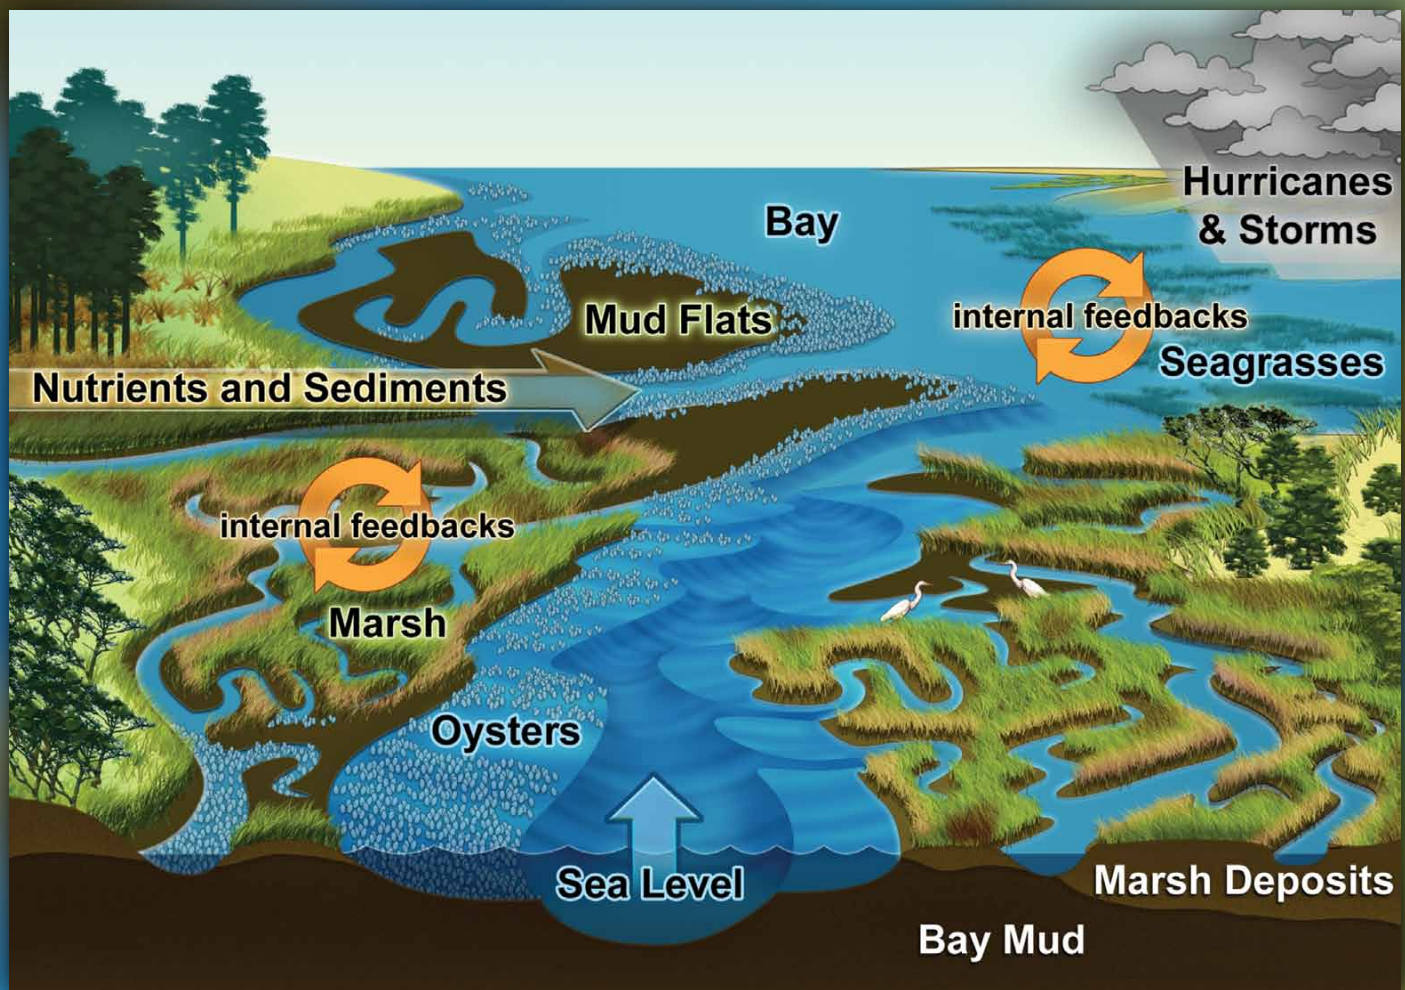 Hurricanes
& Storms
Bay
Mud Flats
internal feedbacks
Seagrasses
Nutrients and Sediments
internal feedbacks
Marsh
Oysters
Sea Level
Marsh Deposits
Bay Mud